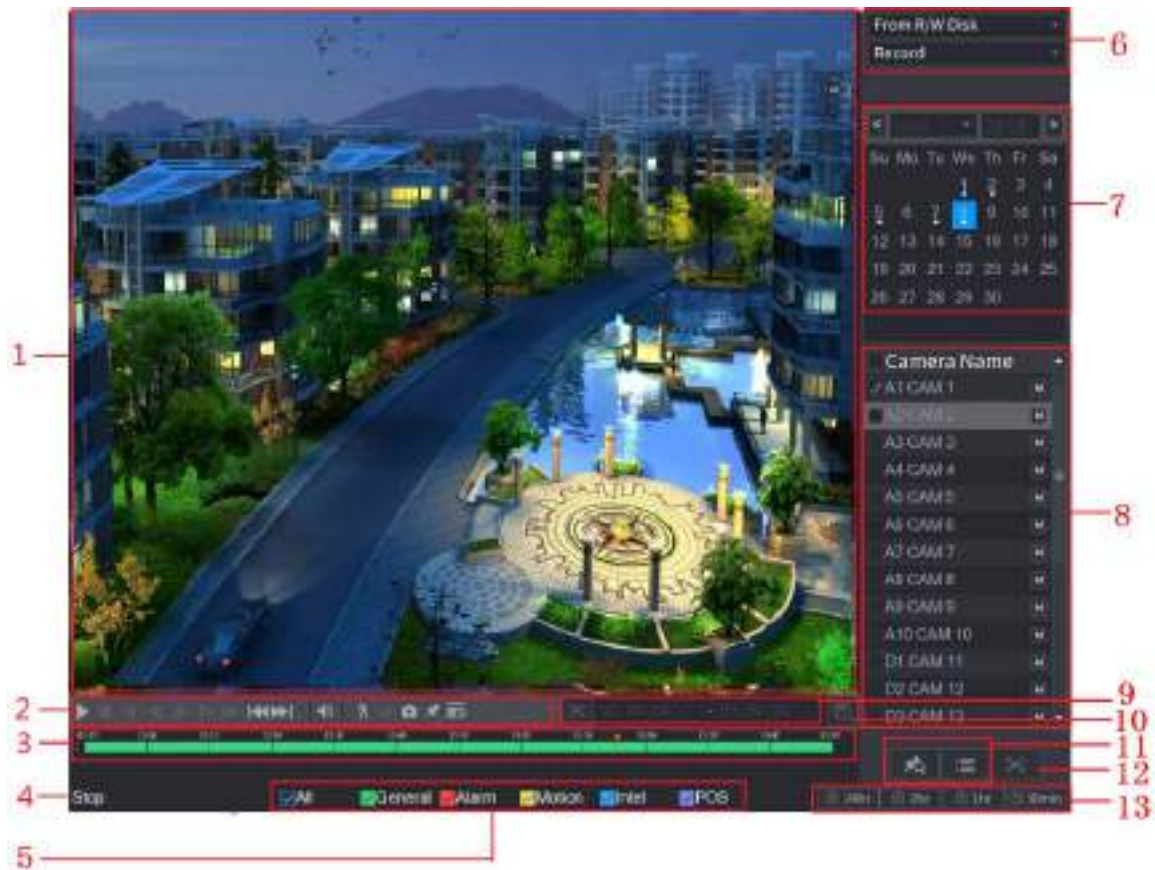 From R/W Disk
6
Record
Su Mo Tu We Th Fr Sa
1 2 3 4
5 6 7 9 10 11
7
12 13 14 15 16 17 18
19 20 21 22 23 24 25
26 27 28 29 30
1
Camera Name
A1 CAM 1
A2 CAM 2
A3 CAM 3
A4 CAM 4
A5 CAM 5
8
A6 CAM 6
A7 CAM 7
A8 CAM 8
A9 CAM 9
A10 CAM 10
D1 CAM 11
D2 CAM 12
9
2
D3 CAM 13
10
3
11
12
4
Stop
All General Alarm Motion Intel POS
24hr 2hr 1hr 30min
13
5